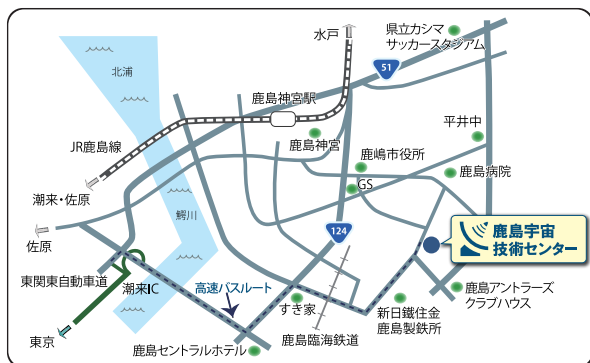 水戸
県立カシマ
サッカースタジアム
北浦
51
鹿島神宮駅
平井中
JR鹿島線
鹿島神宮
鹿嶋市役所
鹿島病院
潮来・佐原
GS
鰐川
佐原
124
鹿島宇宙
技術センター
東関東自動車道
潮来IC
高速バスルート
鹿島アントラーズ
クラブハウス
すき家
新日鐵住金
鹿島製鉄所
東京
鹿島臨海鉄道
鹿島セントラルホテル